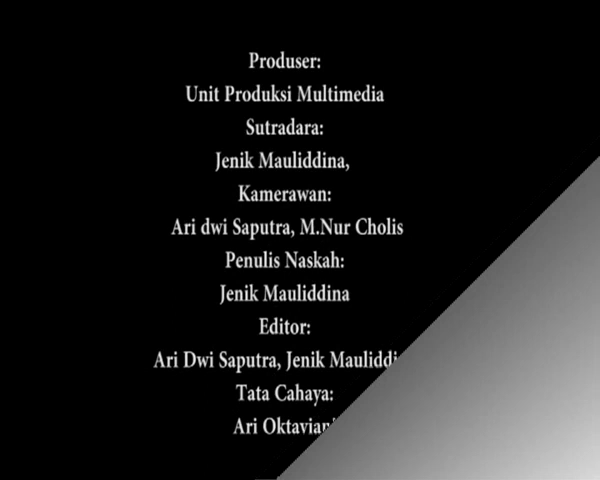 Produser:
Unit Produksi Multimedia
Sutradara:
Jenik Mauliddina,
Kamerawan:
Ari dwi Saputra, M.Nur Cholis
Penulis Naskah:
Jenik Mauliddina
Editor:
Ari Dwi Saputra, Jenik
Tata Cahaya:
Ari